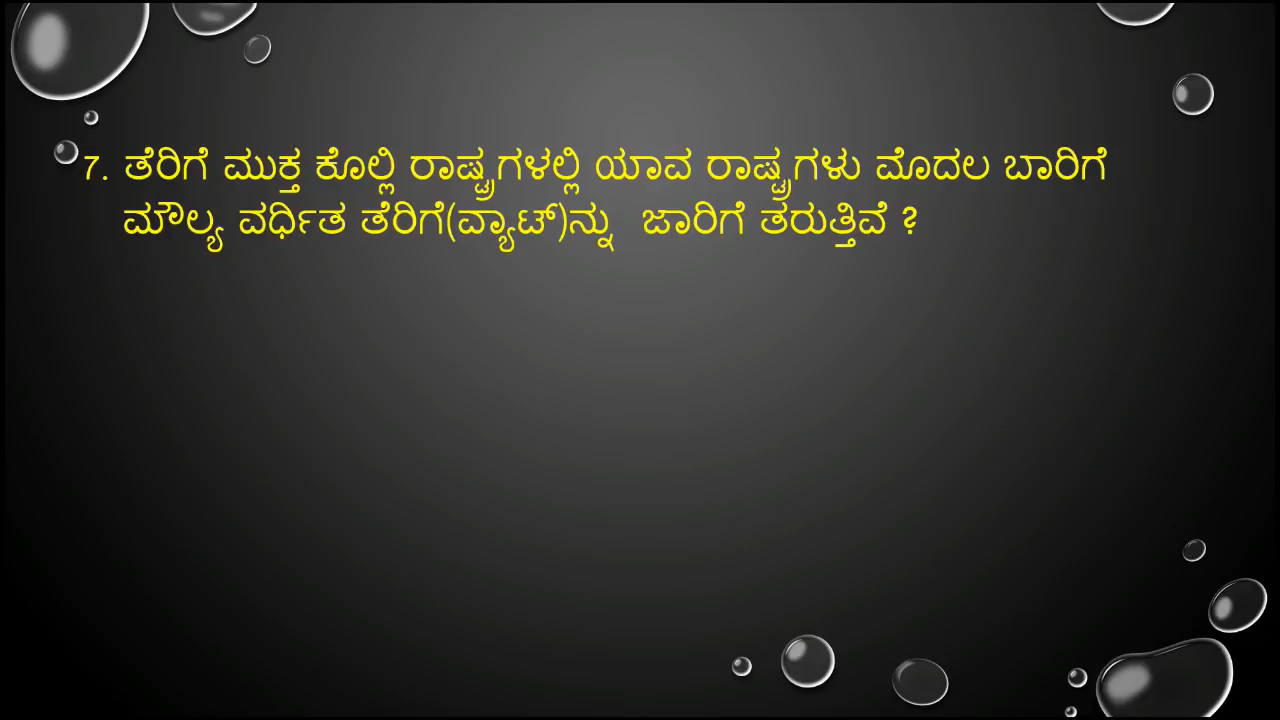 7. ತೆರಿಗೆ ಮುಕ್ತ ಕೊಲ್ಲಿ ರಾಷ್ಟ್ರಗಳಲ್ಲಿ ಯಾವ ರಾಷ್ಟ್ರಗಳು ಮೊದಲ ಬಾರಿಗೆ
ಮೌಲ್ಯ ವರ್ಧಿತ ತೆರಿಗೆ(ವ್ಯಾಟ್)ನ್ನು ಜಾರಿಗೆ ತರುತ್ತಿವೆ ?